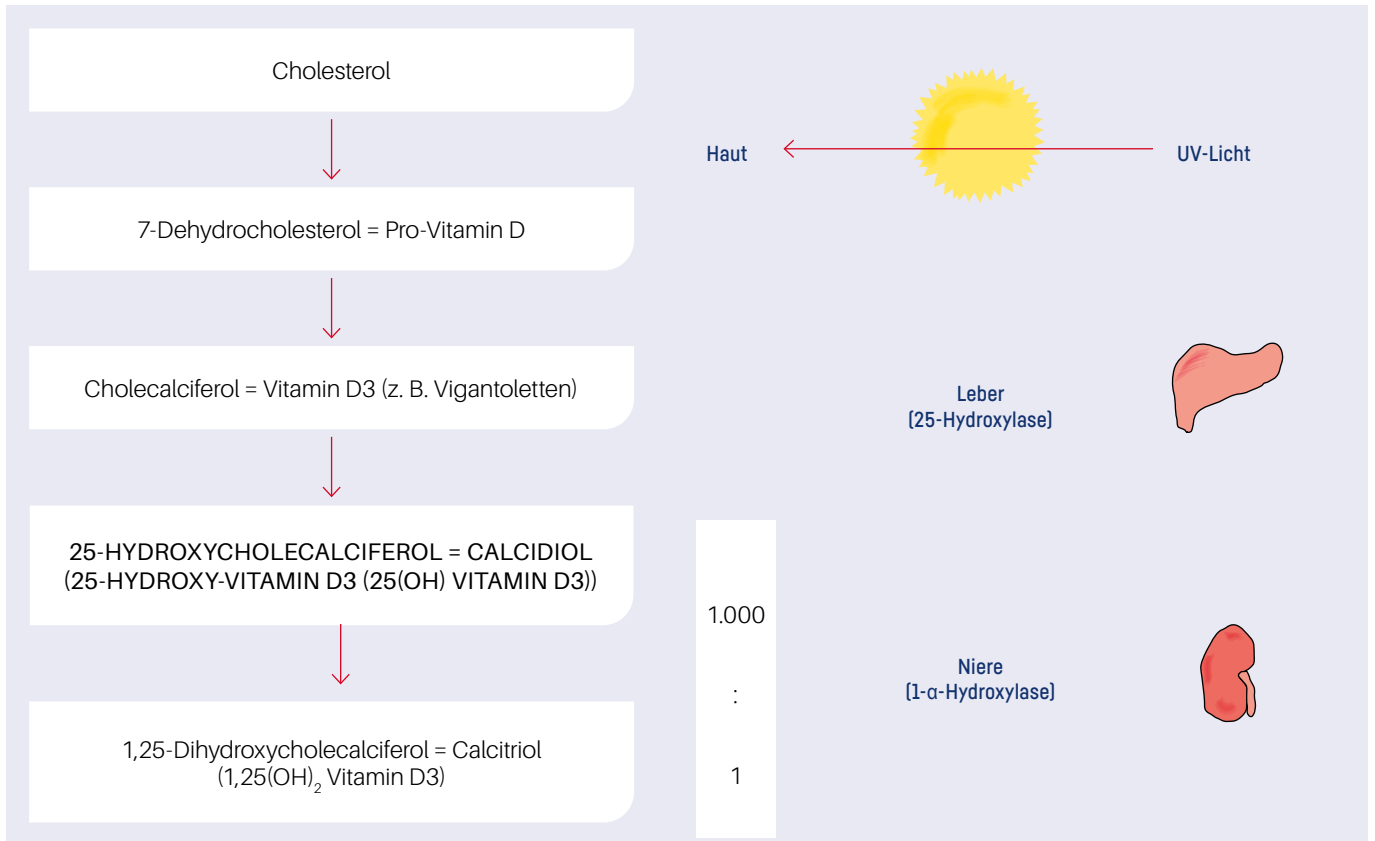 Cholesterol
Haut
UV-Licht
7-Dehydrocholesterol = Pro-Vitamin D
Cholecalciferol = Vitamin D3 (z. B. Vigantoletten)
Leber
(25-Hydroxylase)
25-HYDROXYCHOLECALCIFEROL = CALCIDIOL
(25-HYDROXY-VITAMIN D3 (25(OH) VITAMIN D3))
1.000
:
1
Niere
(1-α-Hydroxylase)
1,25-Dihydroxycholecalciferol = Calcitriol
(1,25(OH)₂ Vitamin D3)